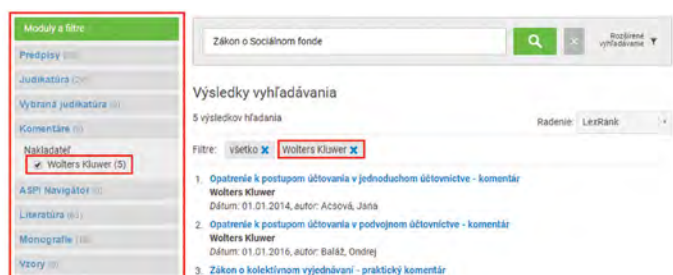 Moduly a filtre
Predpisy
Judikatúra
Vybraná judikatúra
Komentáre
Nakladateľ
Wolters Kluwer (5)
ASPI Navigátor
Literatúra
Monografie
Vzory
Zákon o Sociálnom fonde
Rozšírené
vyhľadávanie
Výsledky vyhľadávania
5 výsledkov hľadania
Radenie: LexRank
Filtre: všetko x Wolters Kluwer x
1. Opatrenie k postupom účtovania v jednoduchom účtovníctve - komentár
Wolters Kluwer
Dátum: 01.01.2014, autor: Acsová, Jana
2. Opatrenie k postupom účtovania v podvojnom účtovníctve - komentár
Wolters Kluwer
Dátum: 01.01.2016, autor: Baláž, Ondrej
3. Zákon o kolektívnom vyjednávaní - praktický komentár